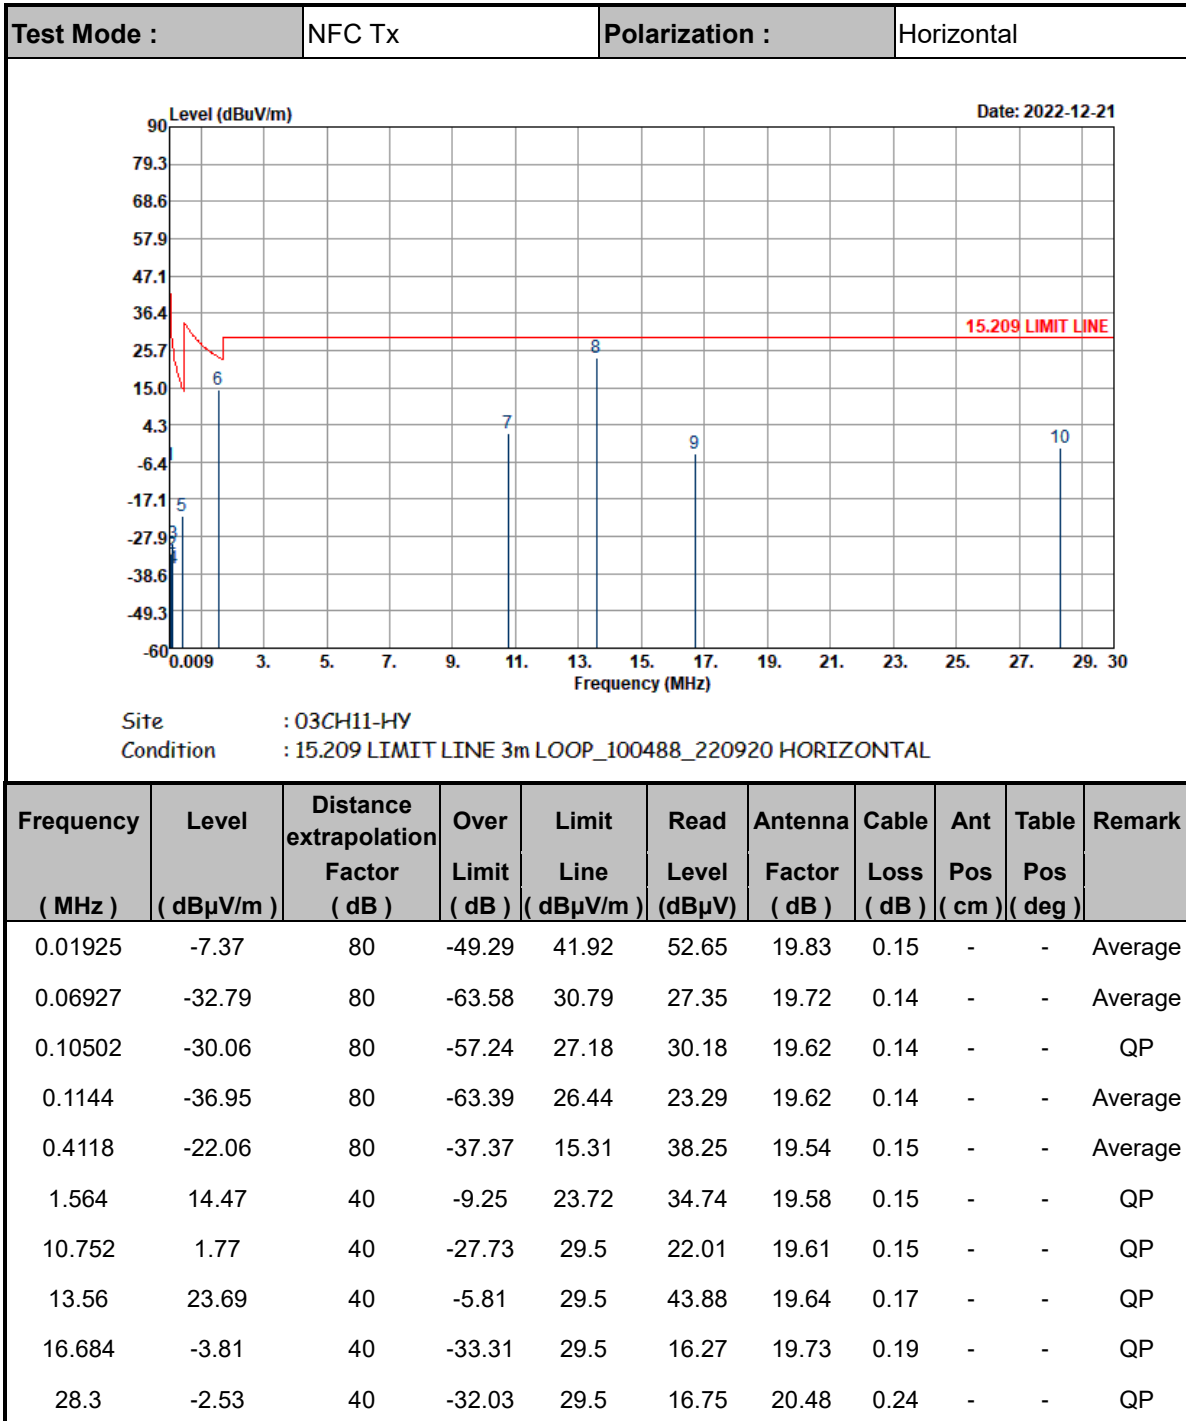 Test Mode : NFC Tx Polarization : Horizontal
Level (dBuV/m) Date: 2022-12-21
90
79.3
68.6
57.9
47.1
36.4
15.209 LIMIT LINE
25.7
8
15.0
6
4.3
7
10
9
1
-6.4
-17.1
5
-27.9
3
4
-38.6
-49.3
-60
0.009 3. 5. 7. 9. 11. 13. 15. 17. 19. 21. 23. 25. 27. 29. 30
Frequency (MHz)
Site : 03CH11-HY
Condition : 15.209 LIMIT LINE 3m LOOP_100488_220920 HORIZONTAL
Frequency Level Distance extrapolation Over Limit Read Antenna Cable Ant Table Remark
Factor Limit Line Level Factor Loss Pos Pos
( MHz ) ( dBµV/m ) ( dB ) ( dB ) ( dBµV/m ) (dBµV) ( dB ) ( dB ) ( cm ) ( deg )
0.01925 -7.37 80 -49.29 41.92 52.65 19.83 0.15 - - Average
0.06927 -32.79 80 -63.58 30.79 27.35 19.72 0.14 - - Average
0.10502 -30.06 80 -57.24 27.18 30.18 19.62 0.14 - - QP
0.1144 -36.95 80 -63.39 26.44 23.29 19.62 0.14 - - Average
0.4118 -22.06 80 -37.37 15.31 38.25 19.54 0.15 - - Average
1.564 14.47 40 -9.25 23.72 34.74 19.58 0.15 - - QP
10.752 1.77 40 -27.73 29.5 22.01 19.61 0.15 - - QP
13.56 23.69 40 -5.81 29.5 43.88 19.64 0.17 - - QP
16.684 -3.81 40 -33.31 29.5 16.27 19.73 0.19 - - QP
28.3 -2.53 40 -32.03 29.5 16.75 20.48 0.24 - - QP